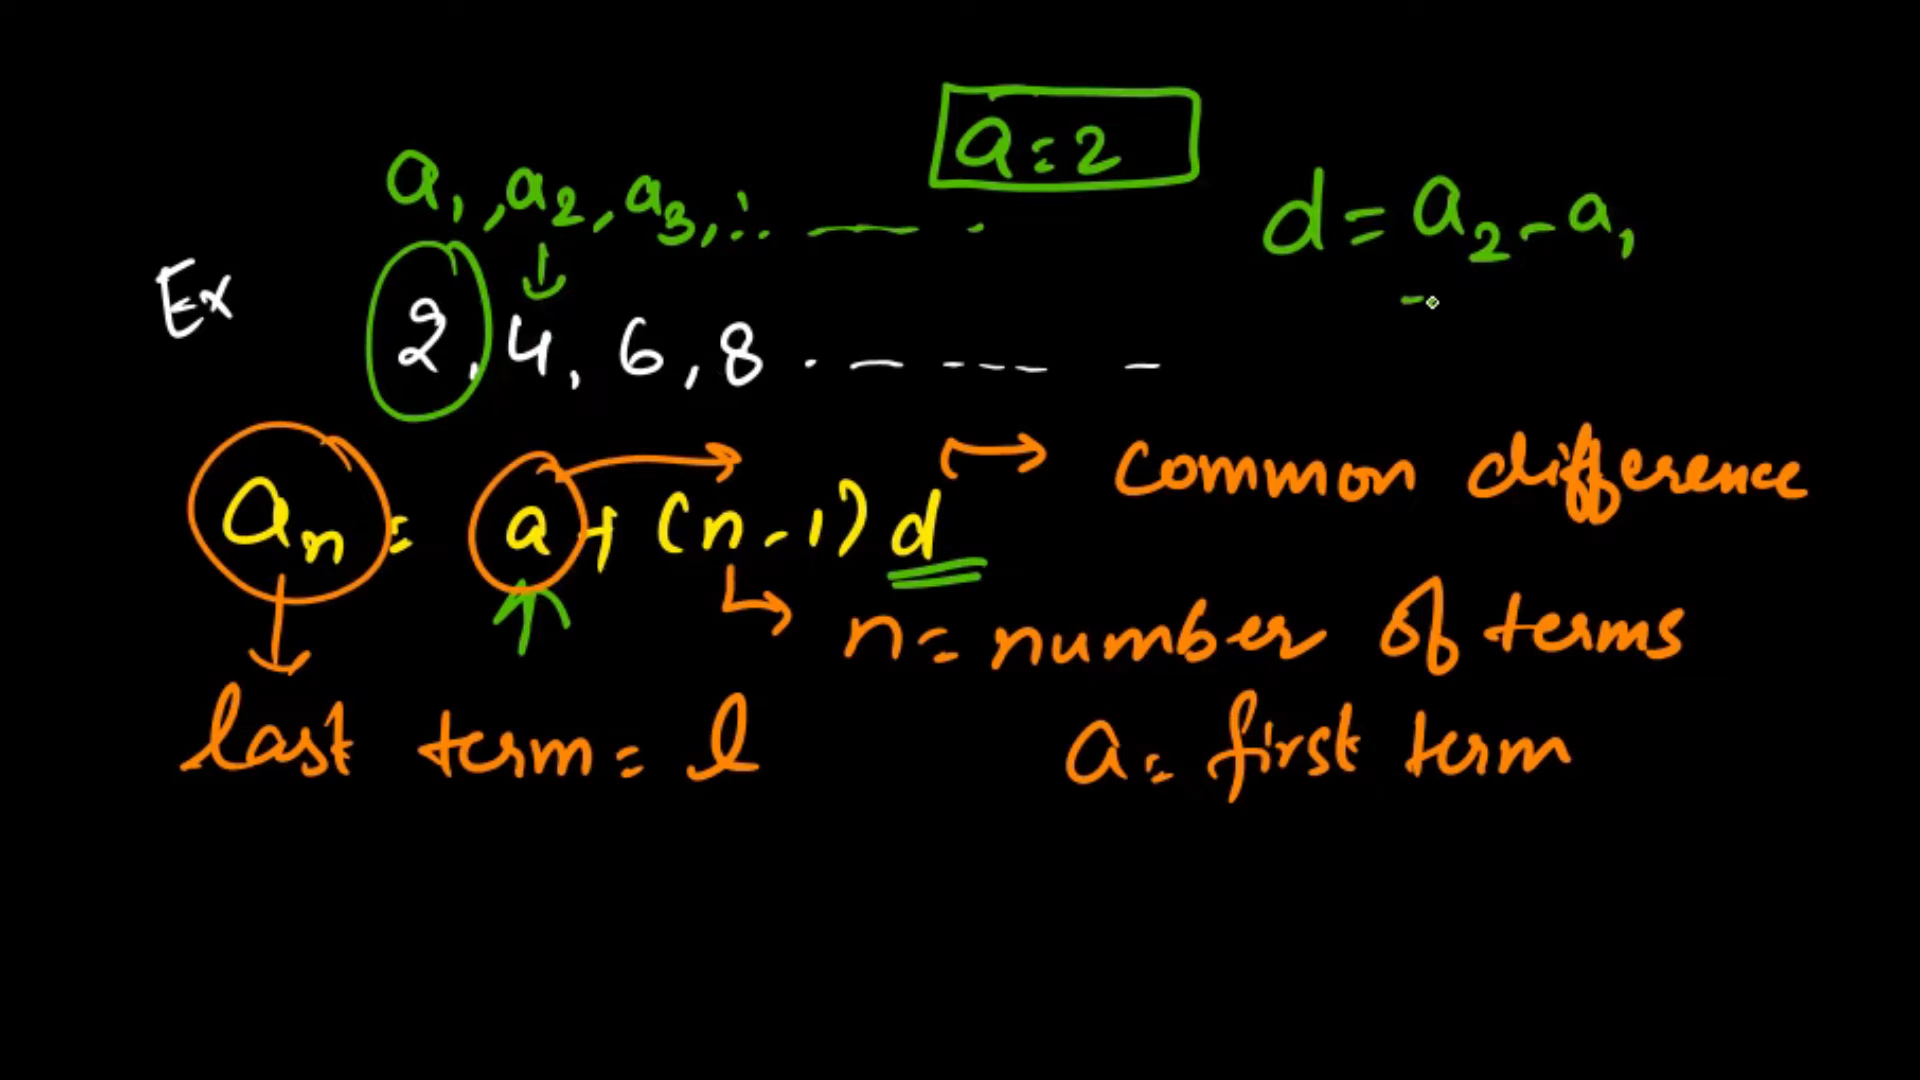 a = 2
a₁, a₂, a₃, ... — .
d = a₂ - a₁
Ex 2, 4, 6, 8 . — - - - -
aₙ = a + (n-1) d → common difference
n = number of terms
last term = l
a = first term